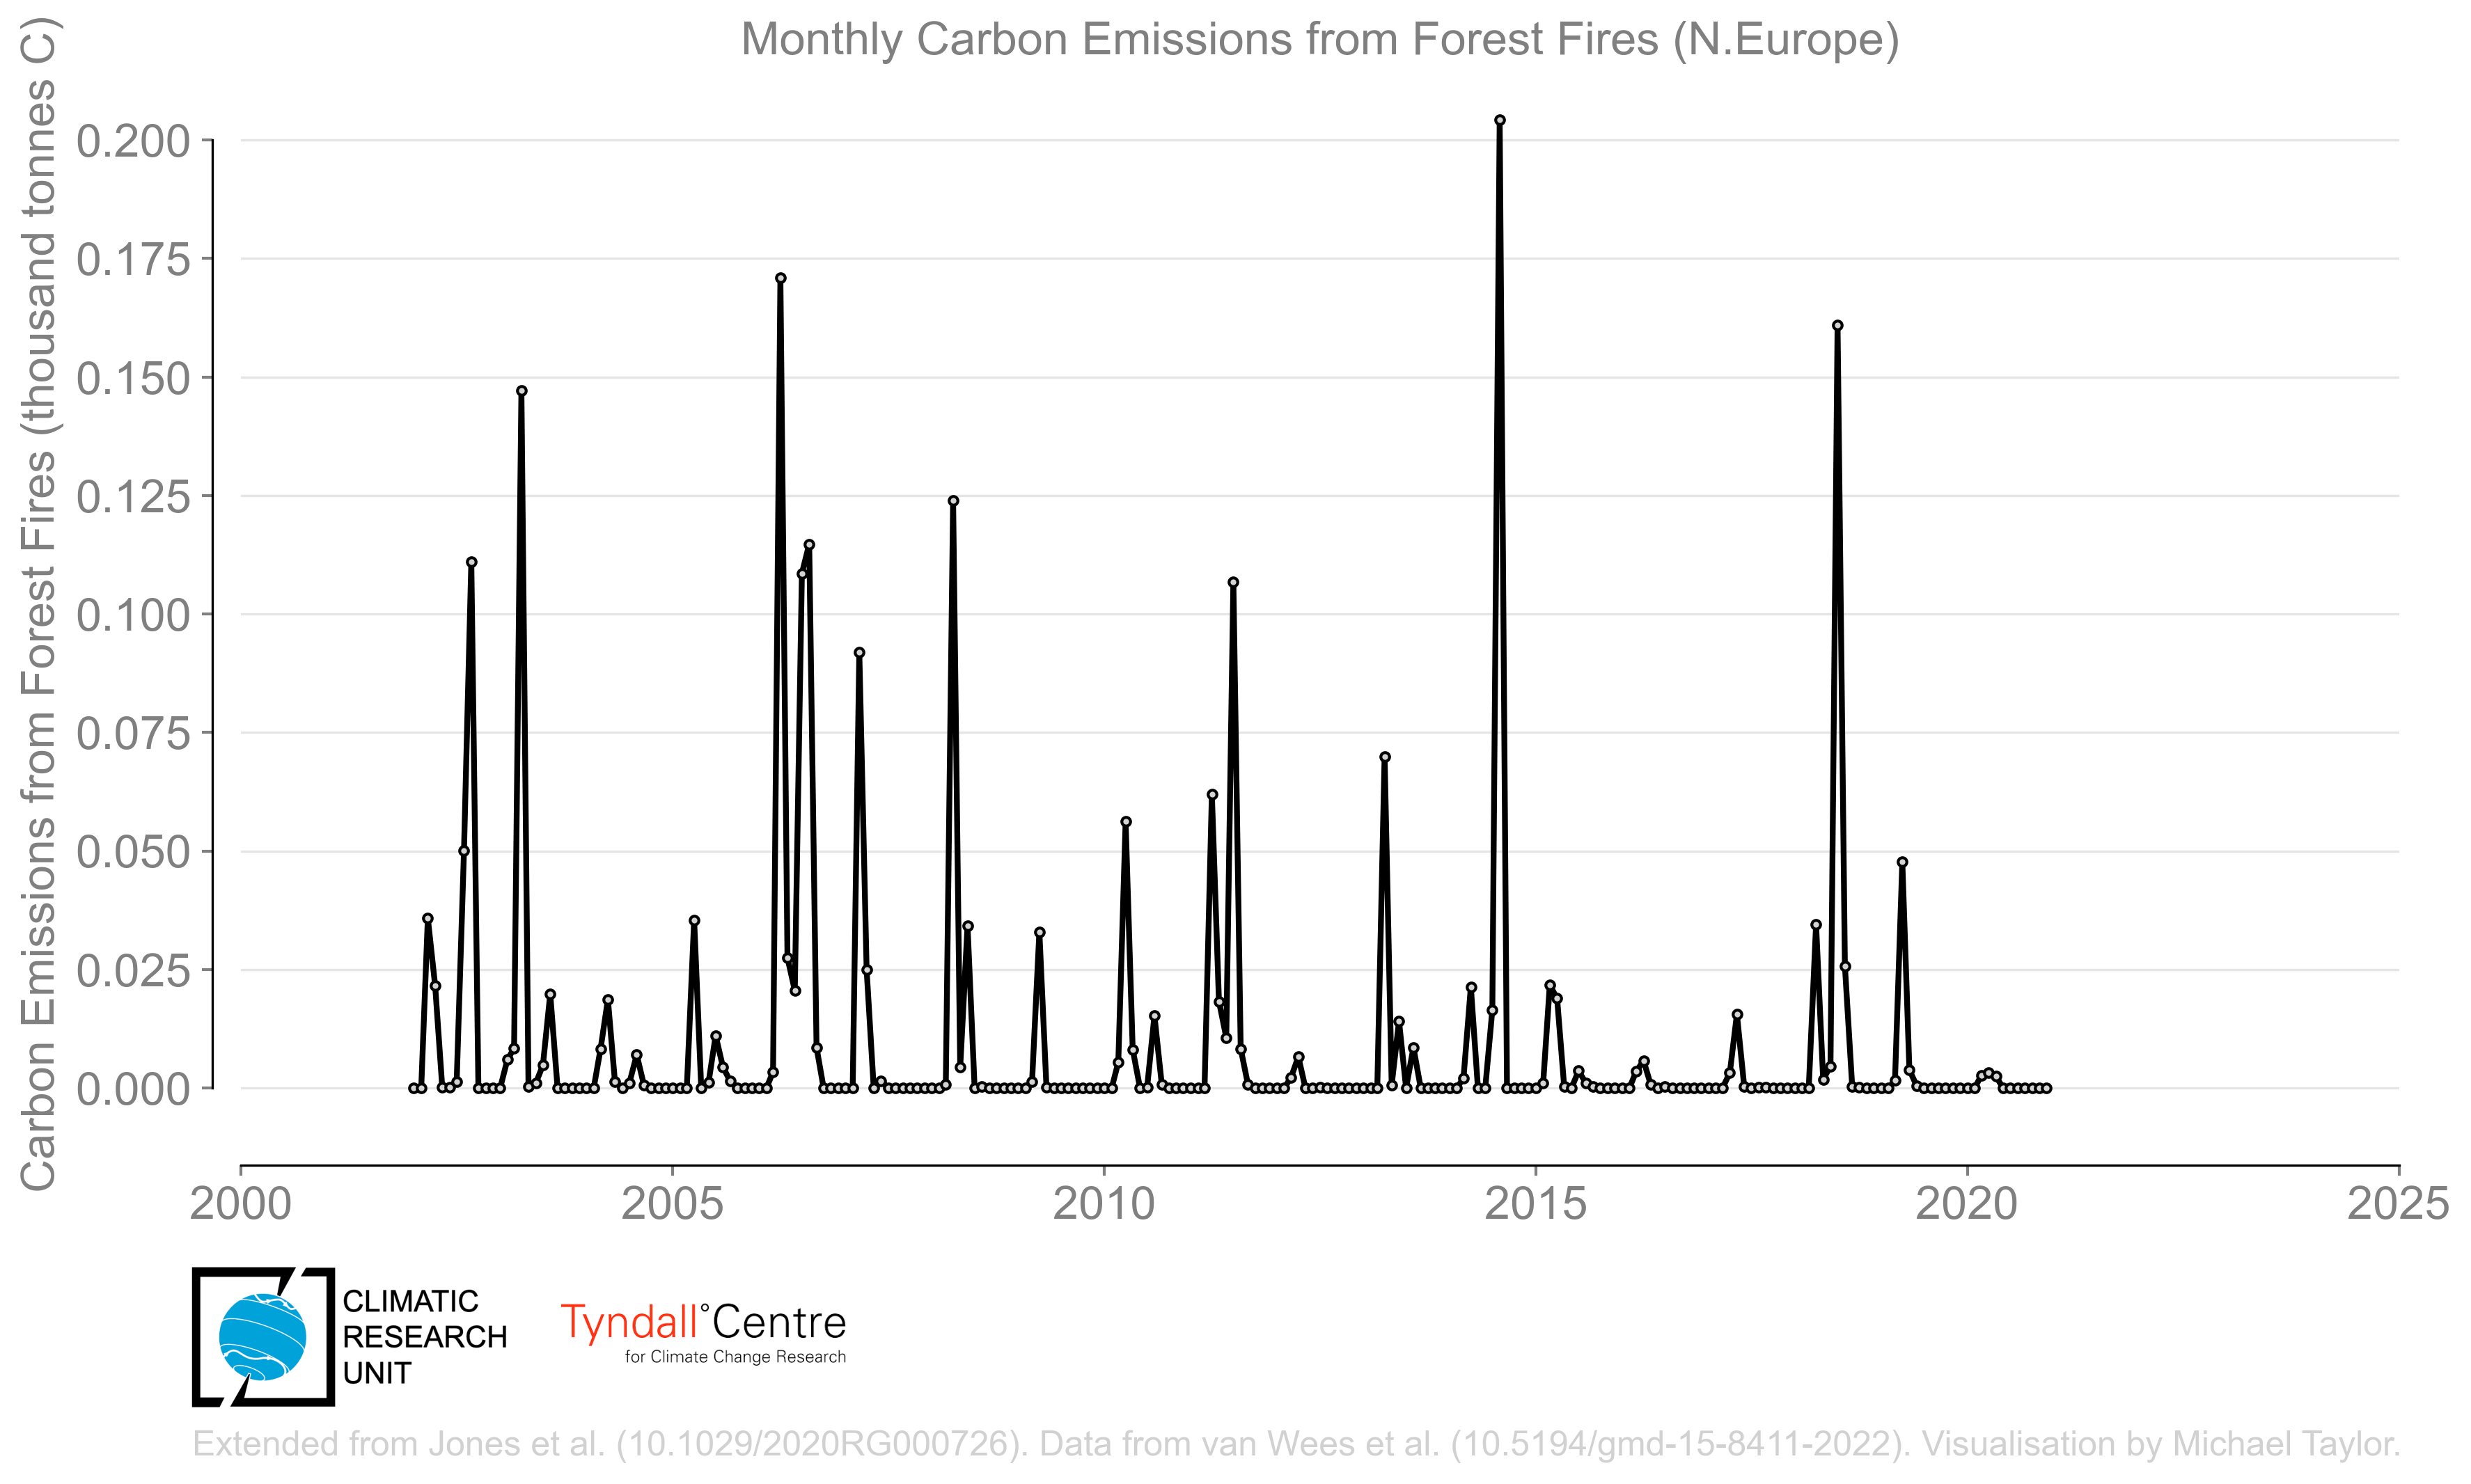 Monthly Carbon Emissions from Forest Fires (N.Europe)
Carbon Emissions from Forest Fires (thousand tonnes C)
0.200
0.175
0.150
0.125
0.100
0.075
0.050
0.025
0.000
2000
2005
2010
2015
2020
2025
CLIMATIC
RESEARCH
UNIT
Tyndall°Centre
for Climate Change Research
Extended from Jones et al. (10.1029/2020RG000726). Data from van Wees et al. (10.5194/gmd-15-8411-2022). Visualisation by Michael Taylor.